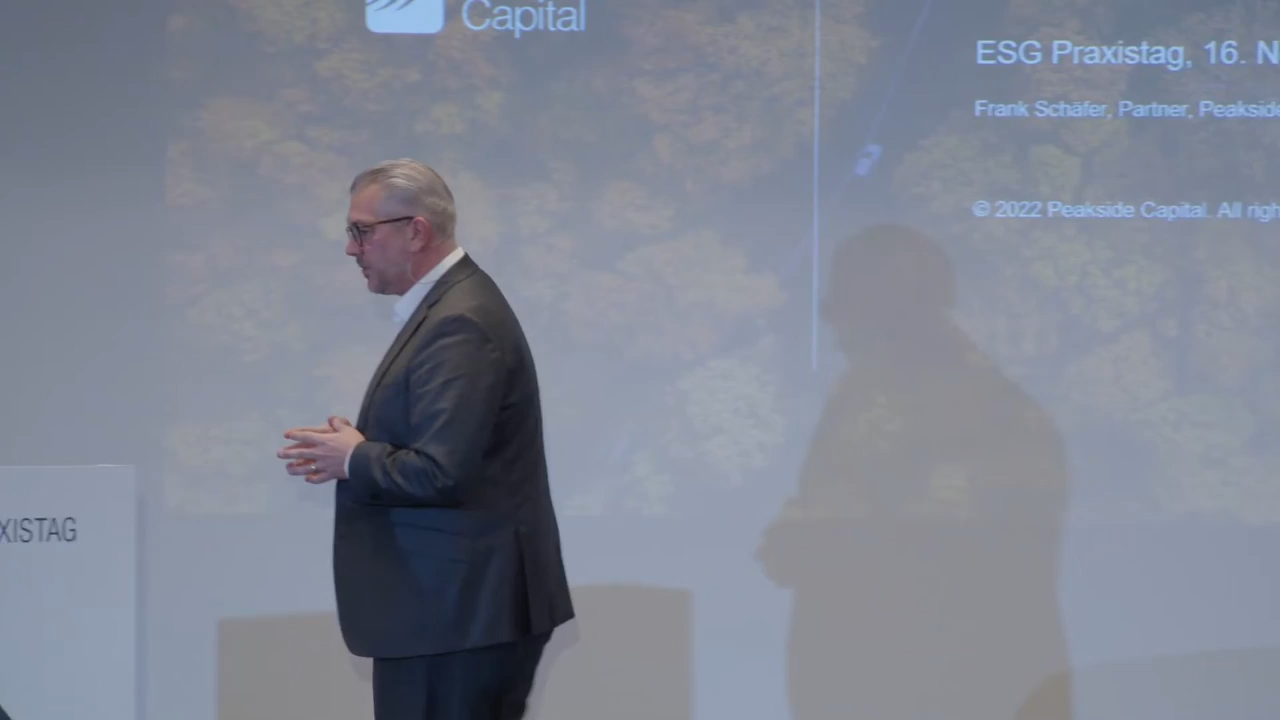 Capital
ESG Praxistag, 16. N
Frank Schäfer, Partner, Peakside
© 2022 Peakside Capital. All righ
XISTAG